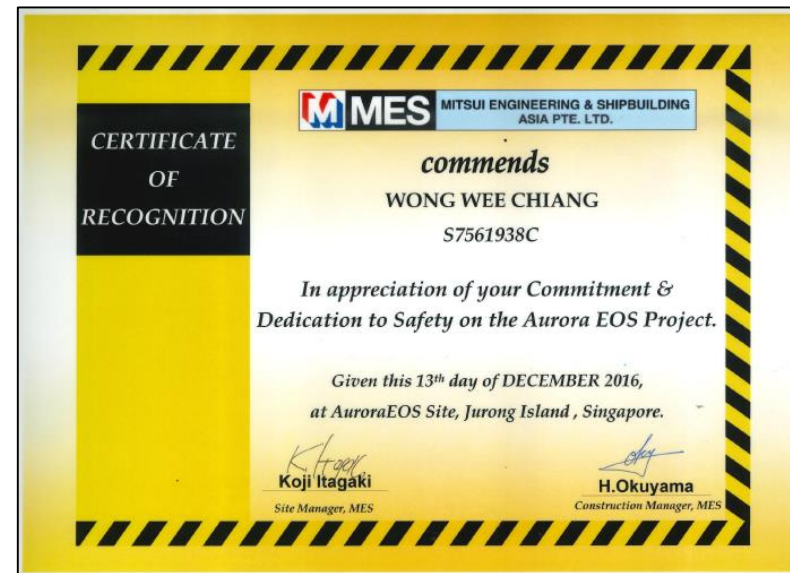 CERTIFICATE
OF
RECOGNITION
M MES MITSUI ENGINEERING & SHIPBUILDING
ASIA PTE. LTD.
commends
WONG WEE CHIANG
S7561938C
In appreciation of your Commitment &
Dedication to Safety on the Aurora EOS Project.
Given this 13th day of DECEMBER 2016,
at AuroraEOS Site, Jurong Island , Singapore.
Koji Itagaki
Site Manager, MES
H.Okuyama
Construction Manager, MES